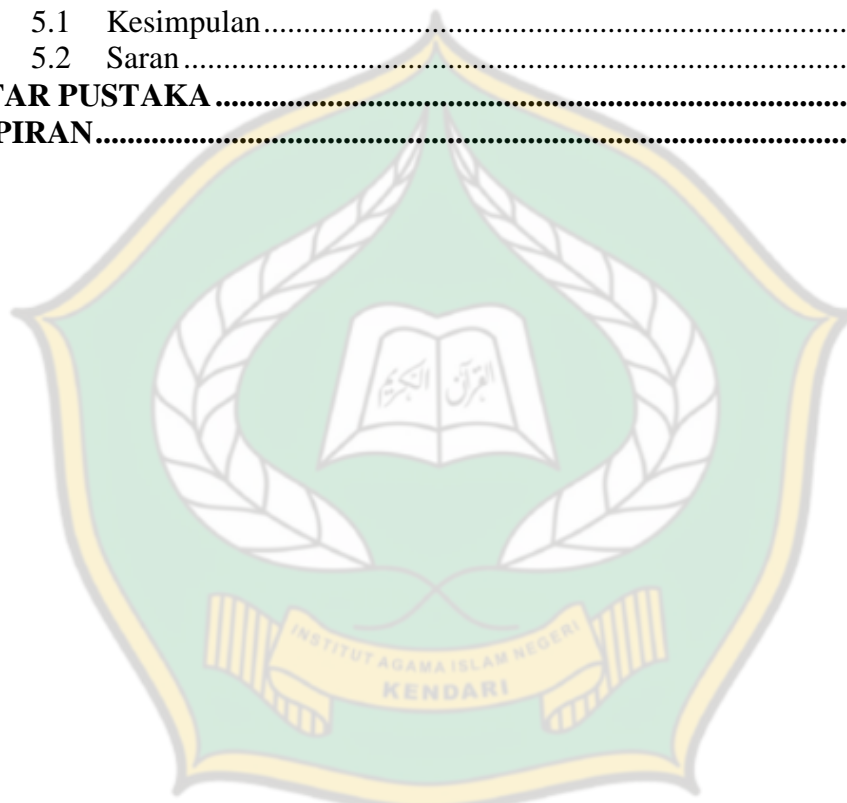 5.1 Kesimpulan................................................................................
5.2 Saran...........................................................................................
TAR PUSTAKA..................................................................................
PIRAN..................................................................................................
القرآن الكريم
INSTITUT AGAMA ISLAM NEGERI
KENDARI